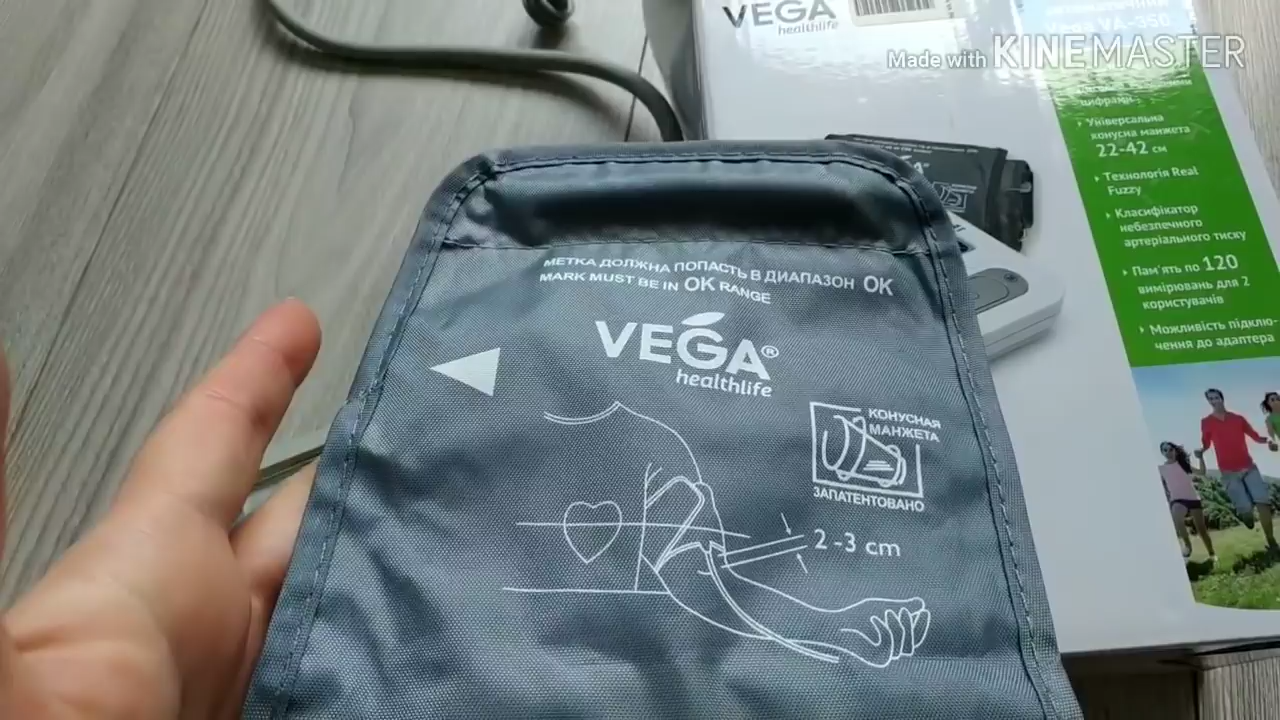 VEGA
healthlife
Vega VA-350
Made with KINEMASTER
цифрами
Універсальна
конусна манжета
22-42 см
Технологія Real
Fuzzy
Класифікатор
небезпечного
артеріального тиску
Пам'ять по 120
вимірювань для 2
користувачів
Можливість підклю-
чення до адаптера
МЕТКА ДОЛЖНА ПОПАСТЬ В ДИАПАЗОН OK
MARK MUST BE IN OK RANGE
VEGA®
healthlife
КОНУСНАЯ
МАНЖЕТА
ЗАПАТЕНТОВАНО
2-3 cm